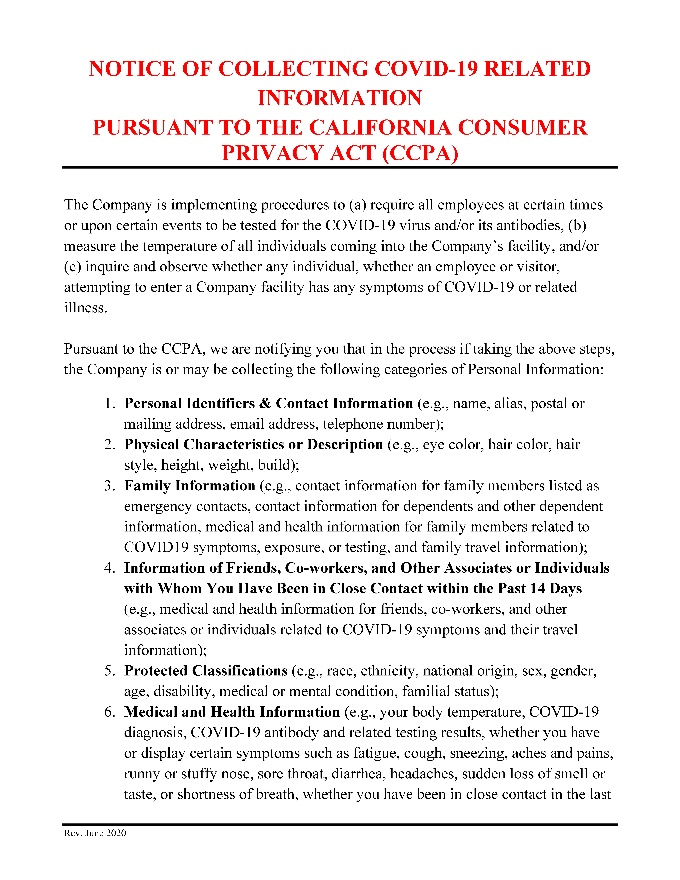 NOTICE OF COLLECTING COVID-19 RELATED
INFORMATION
PURSUANT TO THE CALIFORNIA CONSUMER
PRIVACY ACT (CCPA)
The Company is implementing procedures to (a) require all employees at certain times
or upon certain events to be tested for the COVID-19 virus and/or its antibodies, (b)
measure the temperature of all individuals coming into the Company's facility, and/or
(c) inquire and observe whether any individual, whether an employee or visitor,
attempting to enter a Company facility has any symptoms of COVID-19 or related
illness.
Pursuant to the CCPA, we are notifying you that in the process if taking the above steps,
the Company is or may be collecting the following categories of Personal Information:
1. Personal Identifiers & Contact Information (e.g., name, alias, postal or
mailing address, email address, telephone number);
2. Physical Characteristics or Description (e.g., eye color, hair color, hair
style, height, weight, build);
3. Family Information (e.g., contact information for family members listed as
emergency contacts, contact information for dependents and other dependent
information, medical and health information for family members related to
COVID19 symptoms, exposure, or testing, and family travel information);
4. Information of Friends, Co-workers, and Other Associates or Individuals
with Whom You Have Been in Close Contact within the Past 14 Days
(e.g., medical and health information for friends, co-workers, and other
associates or individuals related to COVID-19 symptoms and their travel
information);
5. Protected Classifications (e.g., race, ethnicity, national origin, sex, gender,
age, disability, medical or mental condition, familial status);
6. Medical and Health Information (e.g., your body temperature, COVID-19
diagnosis, COVID-19 antibody and related testing results, whether you have
or display certain symptoms such as fatigue, cough, sneezing, aches and pains,
runny or stuffy nose, sore throat, diarrhea, headaches, sudden loss of smell or
taste, or shortness of breath, whether you have been in close contact in the last
Rev. June 2020